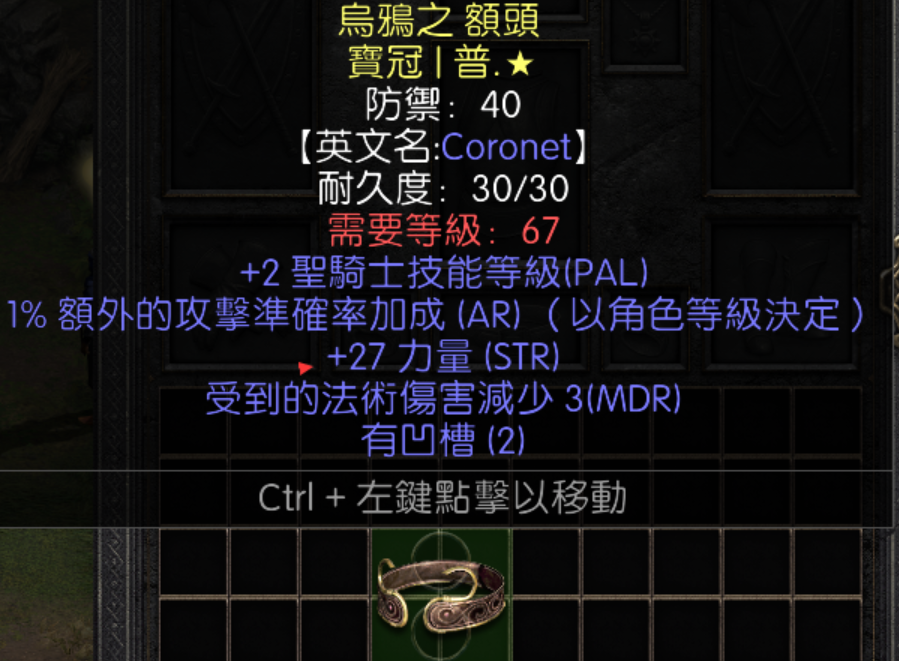 烏鴉之 額頭
寶冠 | 普.★
防禦：40
【英文名:Coronet】
耐久度：30/30
需要等級：67
+2 聖騎士技能等級(PAL)
1% 額外的攻擊準確率加成 (AR)（以角色等級決定）
+27 力量 (STR)
受到的法術傷害減少 3(MDR)
有凹槽 (2)
Ctrl + 左鍵點擊以移動